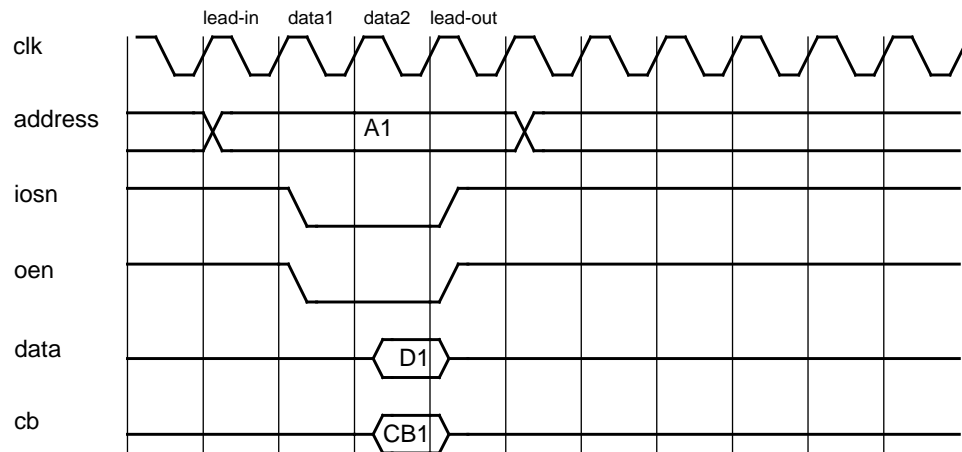 lead-in data1 data2 lead-out
clk
address A1
iosn
oen
data D1
cb CB1